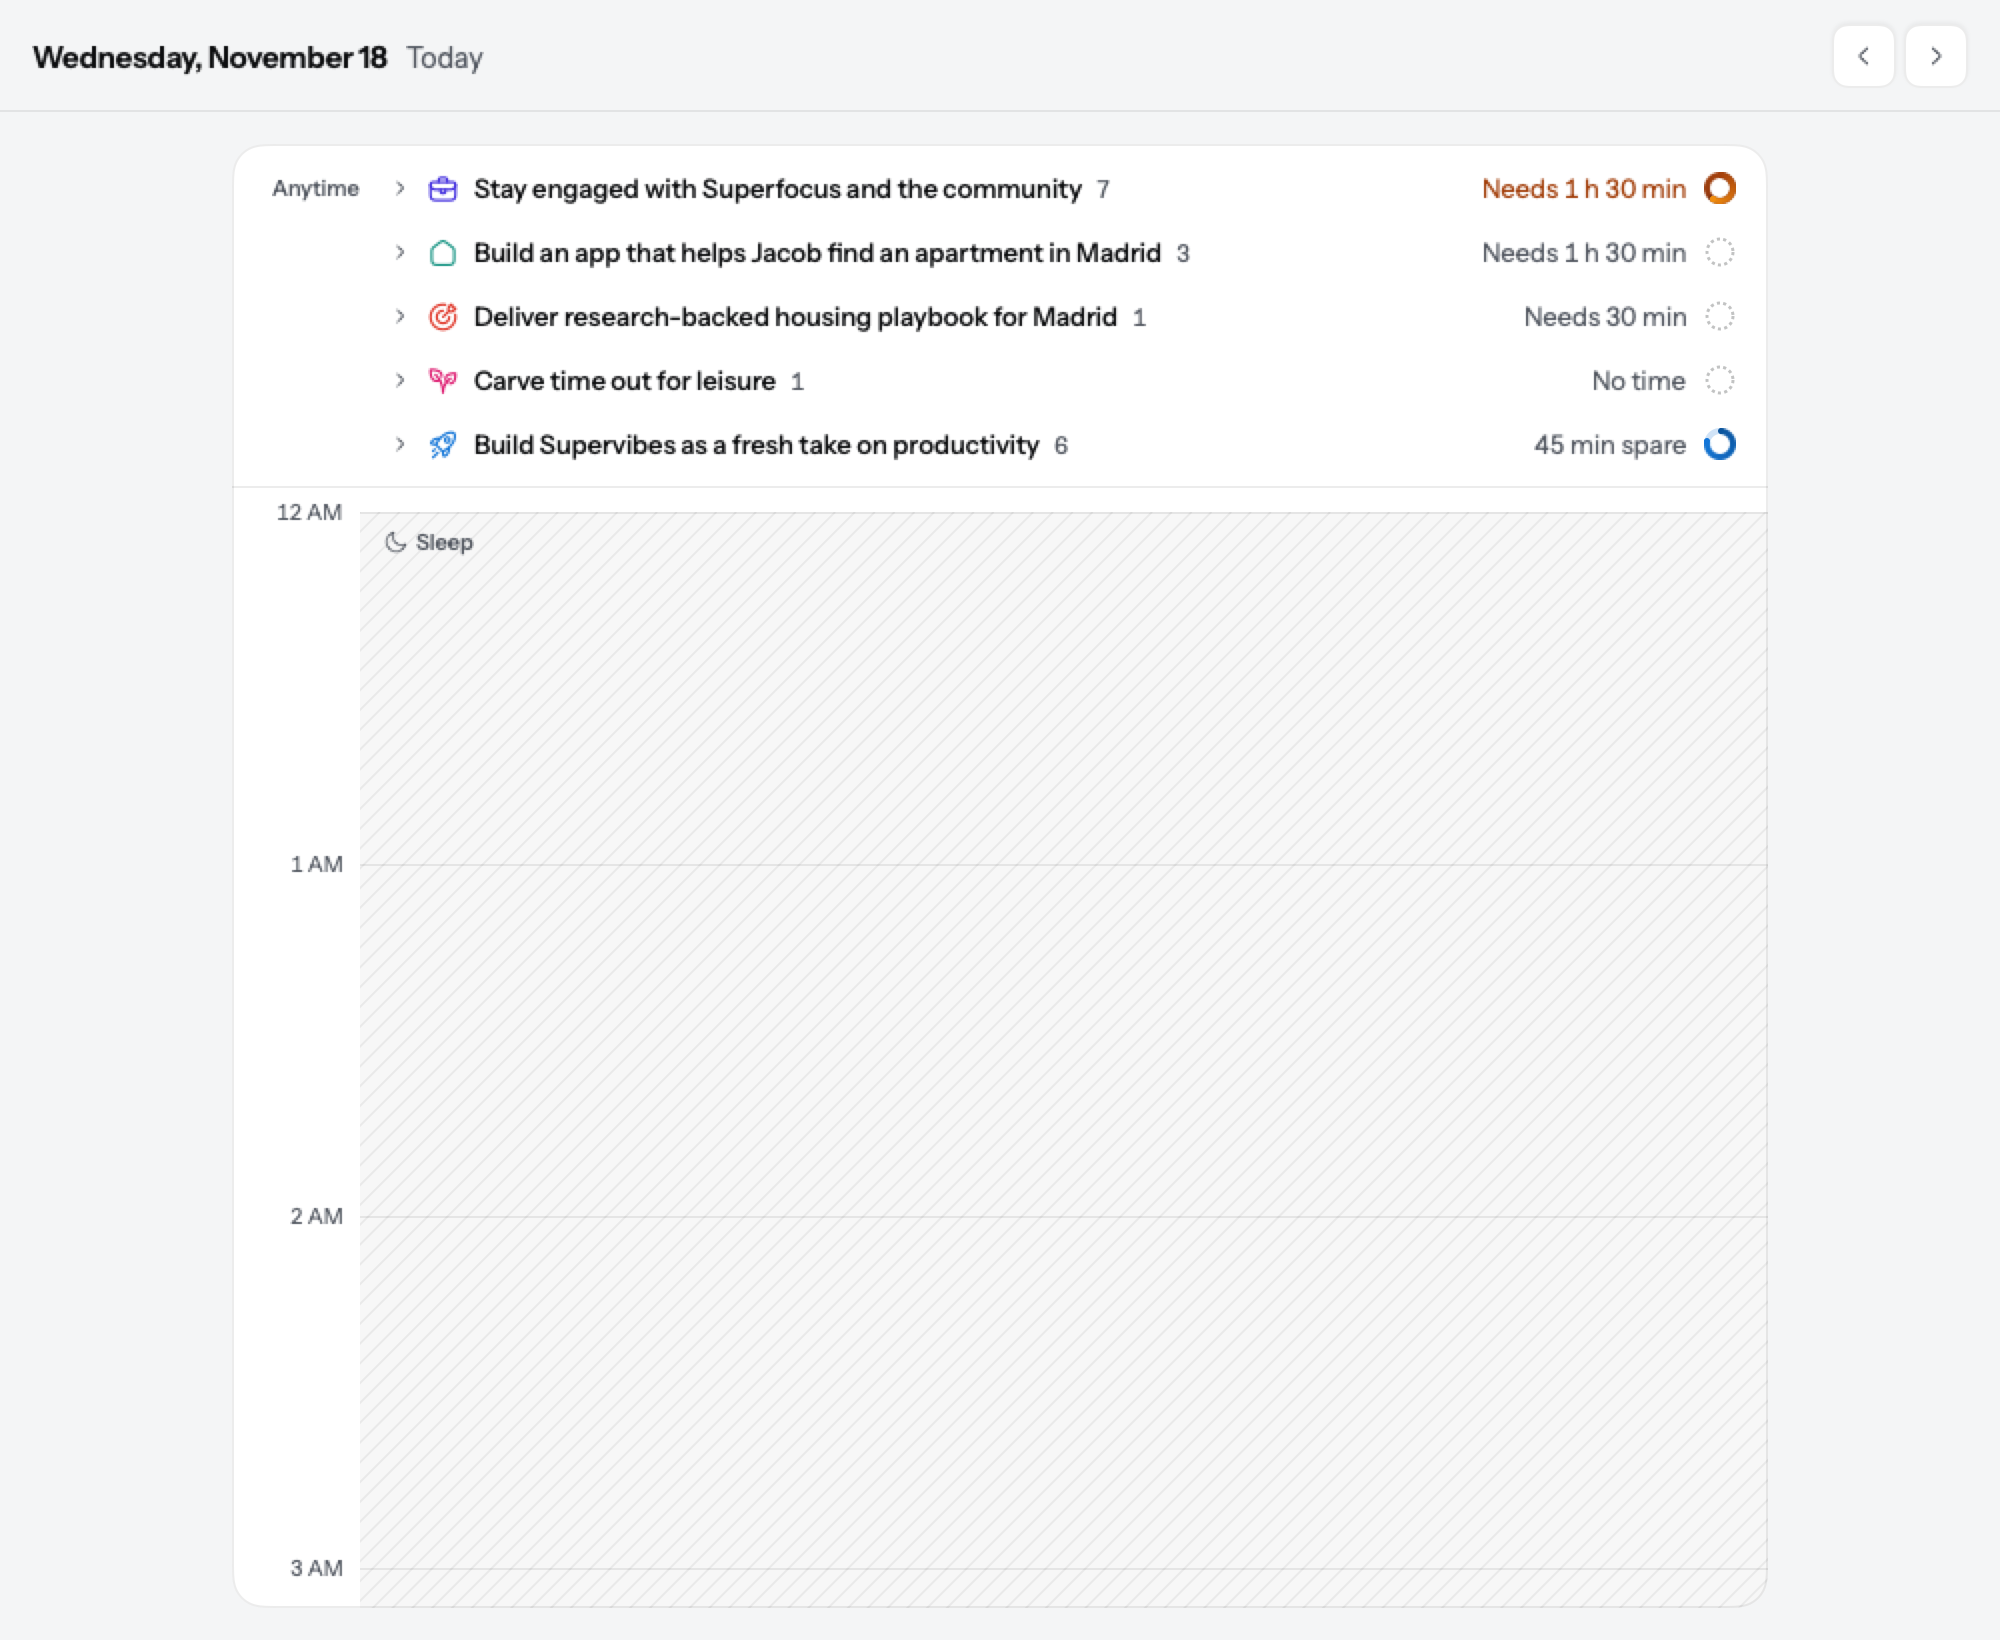 Wednesday, November 18 Today
Anytime Stay engaged with Superfocus and the community 7 Needs 1 h 30 min
Build an app that helps Jacob find an apartment in Madrid 3 Needs 1 h 30 min
Deliver research-backed housing playbook for Madrid 1 Needs 30 min
Carve time out for leisure 1 No time
Build Supervibes as a fresh take on productivity 6 45 min spare
12 AM
Sleep
1 AM
2 AM
3 AM